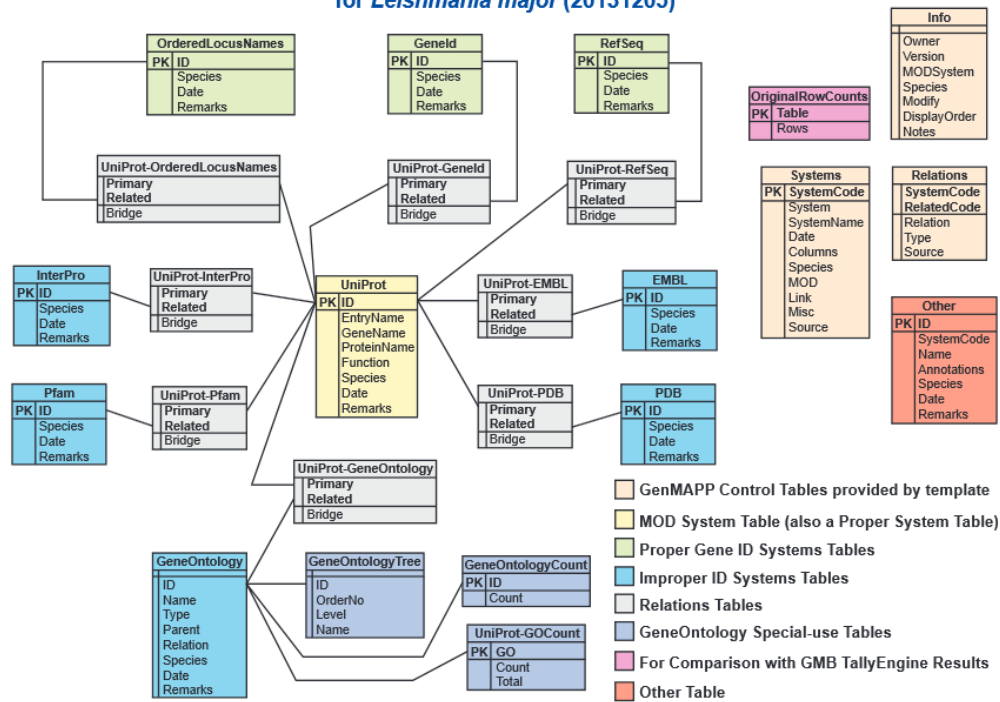 for Leishmania major (20131205)
OrderedLocusNames
PK ID
Species
Date
Remarks
GeneId
PK ID
Species
Date
Remarks
RefSeq
PK ID
Species
Date
Remarks
OriginalRowCounts
PK Table
Rows
Info
Owner
Version
MODSystem
Species
Modify
DisplayOrder
Notes
UniProt-OrderedLocusNames
Primary
Related
Bridge
UniProt-GeneId
Primary
Related
Bridge
UniProt-RefSeq
Primary
Related
Bridge
Systems
PK SystemCode
System
SystemName
Date
Columns
Species
MOD
Link
Misc
Source
Relations
SystemCode
RelatedCode
Relation
Type
Source
InterPro
PK ID
Species
Date
Remarks
UniProt-InterPro
Primary
Related
Bridge
UniProt
PK ID
EntryName
GeneName
ProteinName
Function
Species
Date
Remarks
UniProt-EMBL
Primary
Related
Bridge
EMBL
PK ID
Species
Date
Remarks
Other
PK ID
SystemCode
Name
Annotations
Species
Date
Remarks
Pfam
PK ID
Species
Date
Remarks
UniProt-Pfam
Primary
Related
Bridge
UniProt-PDB
Primary
Related
Bridge
PDB
PK ID
Species
Date
Remarks
UniProt-GeneOntology
Primary
Related
Bridge
GeneOntology
ID
Name
Type
Parent
Relation
Species
Date
Remarks
GeneOntologyTree
ID
OrderNo
Level
Name
GeneOntologyCount
PK ID
Count
UniProt-GOCount
PK GO
Count
Total
GenMAPP Control Tables provided by template
MOD System Table (also a Proper System Table)
Proper Gene ID Systems Tables
Improper ID Systems Tables
Relations Tables
GeneOntology Special-use Tables
For Comparison with GMB TallyEngine Results
Other Table